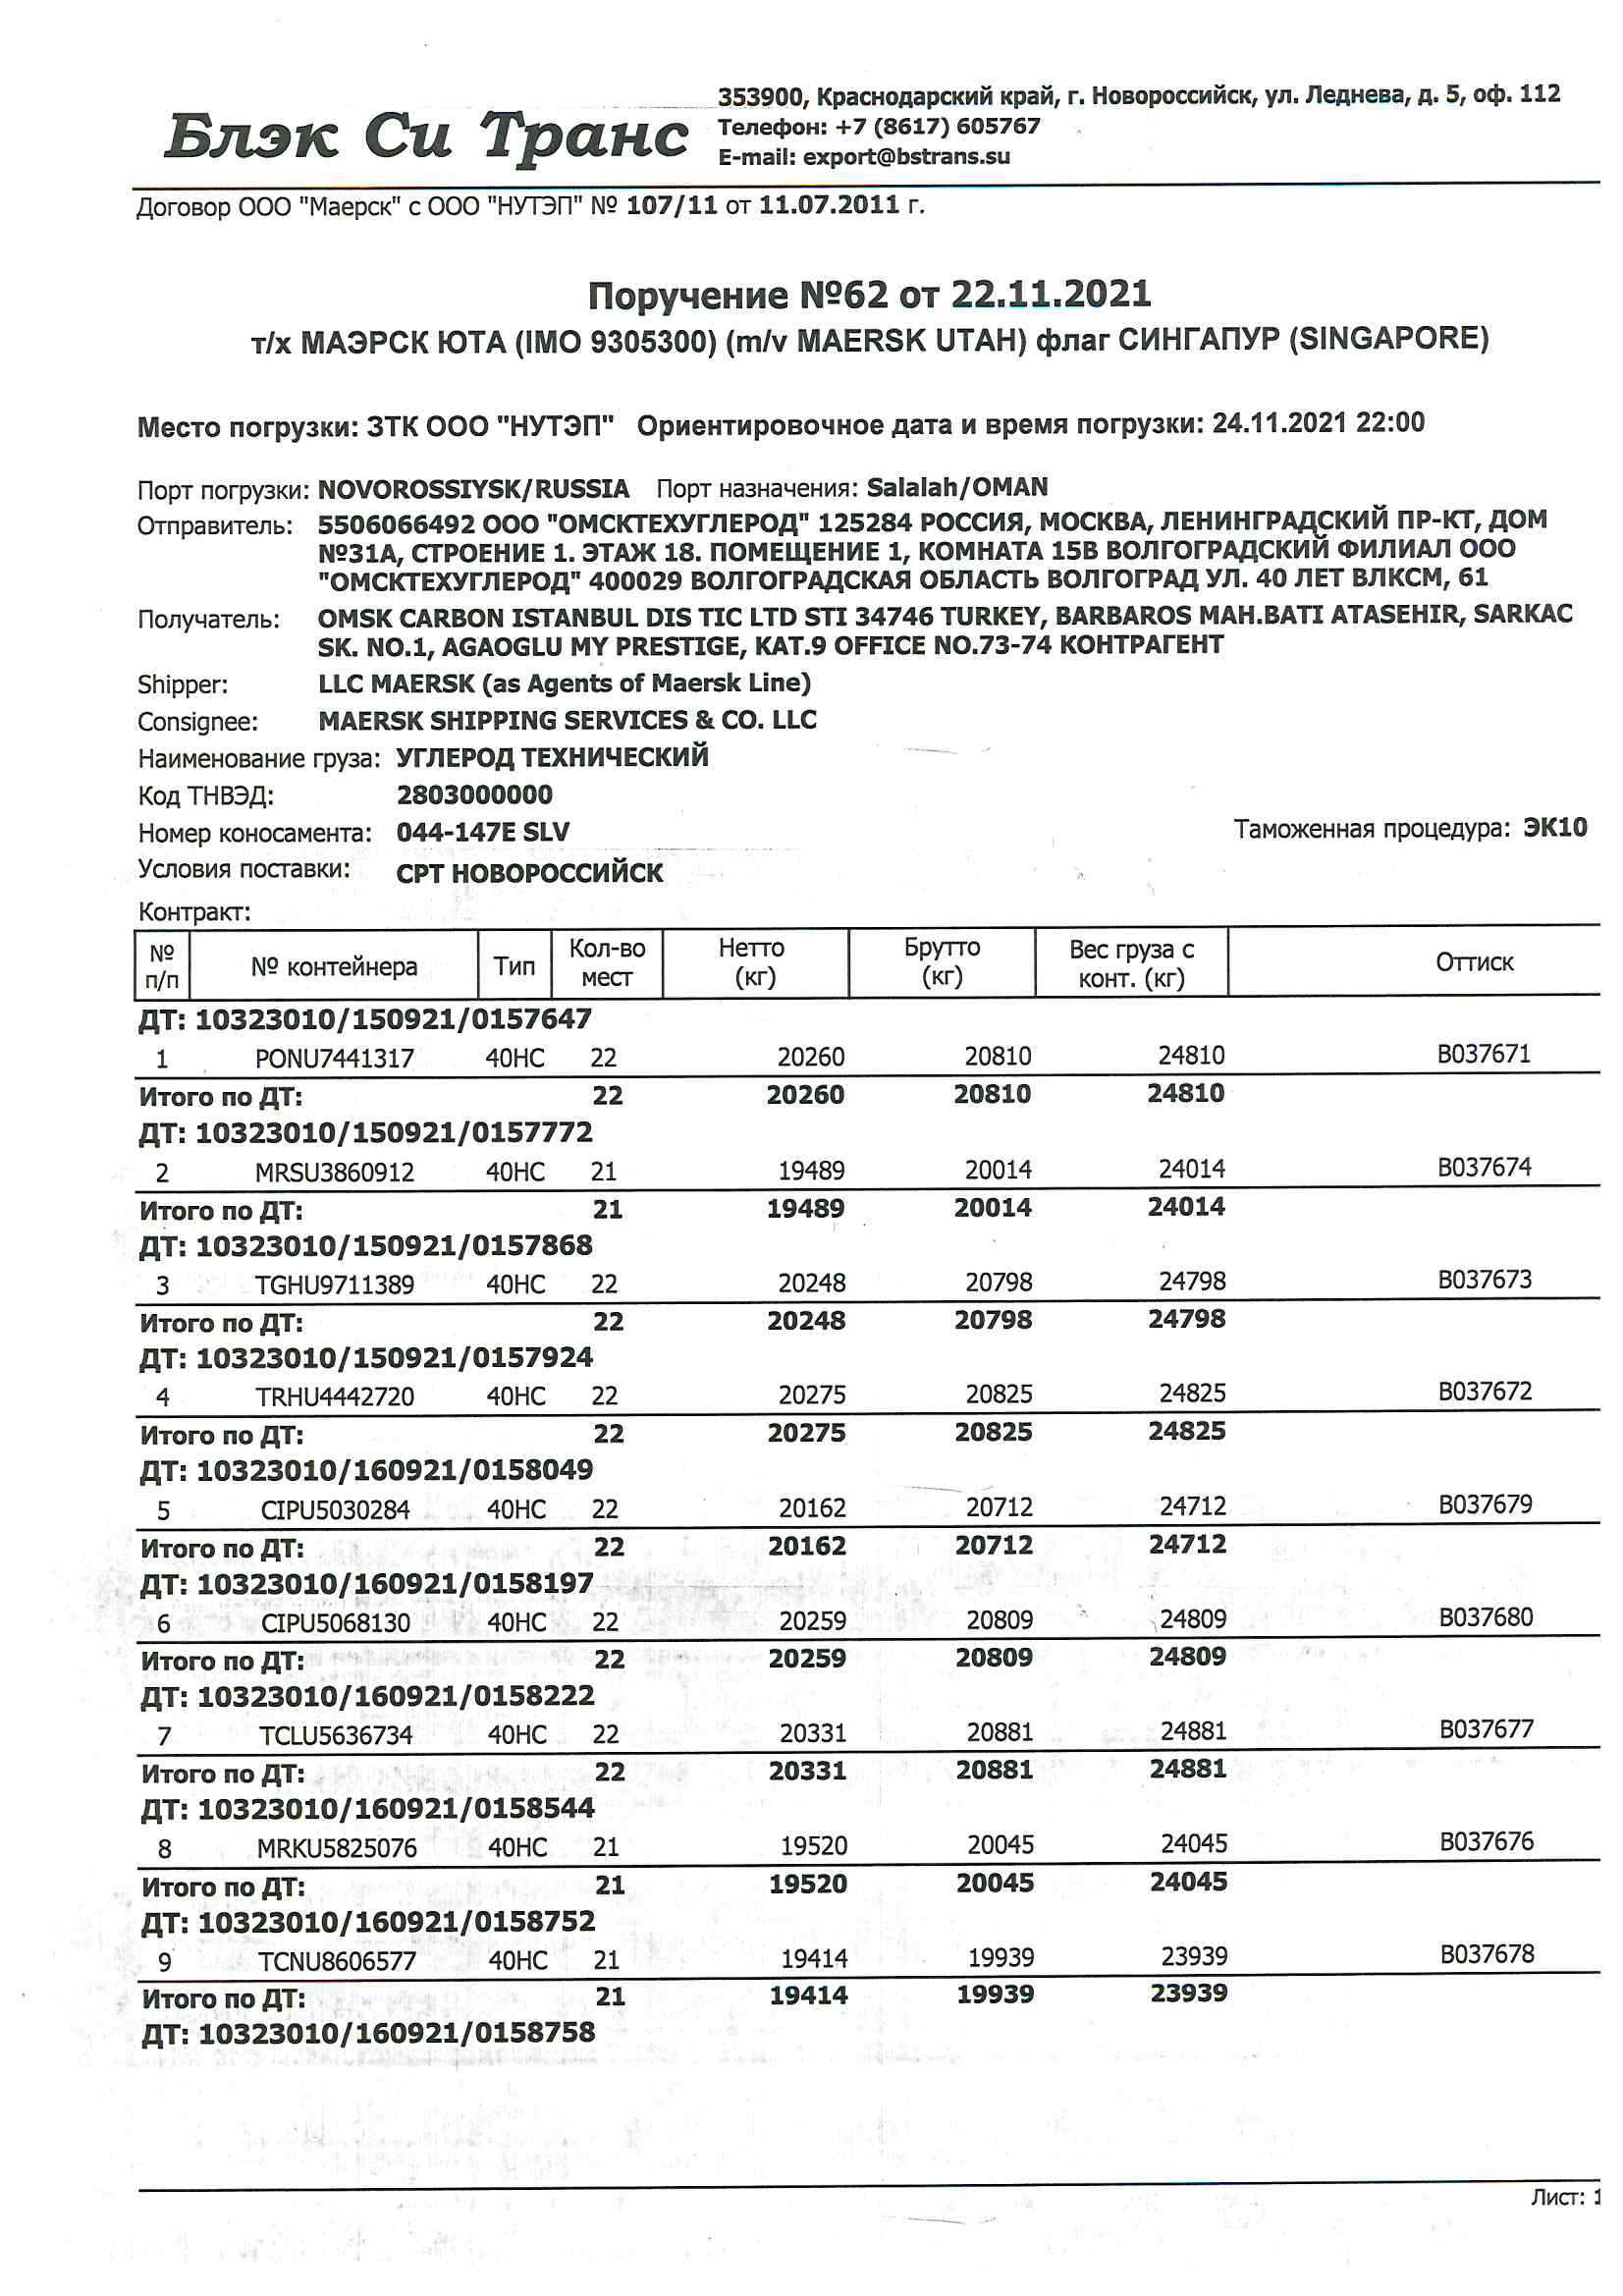 Блэк Си Транс
353900, Краснодарский край, г. Новороссийск, ул. Леднева, д. 5, оф. 112
Телефон: +7 (8617) 605767
E-mail: export@bstrans.su
Договор ООО "Маерск" с ООО "НУТЭП" № 107/11 от 11.07.2011 г.
Поручение №62 от 22.11.2021
т/х МАЭРСК ЮТА (IMO 9305300) (m/v MAERSK UTAH) флаг СИНГАПУР (SINGAPORE)
Место погрузки: ЗТК ООО "НУТЭП" Ориентировочное дата и время погрузки: 24.11.2021 22:00
Порт погрузки: NOVOROSSIYSK/RUSSIA Порт назначения: Salalah/OMAN
Отправитель: 5506066492 ООО "ОМСКТЕХУГЛЕРОД" 125284 РОССИЯ, МОСКВА, ЛЕНИНГРАДСКИЙ ПР-КТ, ДОМ
№31А, СТРОЕНИЕ 1. ЭТАЖ 18. ПОМЕЩЕНИЕ 1, КОМНАТА 15В ВОЛГОГРАДСКИЙ ФИЛИАЛ ООО
"ОМСКТЕХУГЛЕРОД" 400029 ВОЛГОГРАДСКАЯ ОБЛАСТЬ ВОЛГОГРАД УЛ. 40 ЛЕТ ВЛКСМ, 61
Получатель: OMSK CARBON ISTANBUL DIS TIC LTD STI 34746 TURKEY, BARBAROS MAH.BATI ATASEHIR, SARKAC
SK. NO.1, AGAOGLU MY PRESTIGE, KAT.9 OFFICE NO.73-74 КОНТРАГЕНТ
Shipper: LLC MAERSK (as Agents of Maersk Line)
Consignee: MAERSK SHIPPING SERVICES & CO. LLC
Наименование груза: УГЛЕРОД ТЕХНИЧЕСКИЙ
Код ТНВЭД: 2803000000
Номер коносамента: 044-147E SLV Таможенная процедура: ЭК10
Условия поставки: СРТ НОВОРОССИЙСК
Контракт:
№ п/п № контейнера Тип Кол-во мест Нетто (кг) Брутто (кг) Вес груза с конт. (кг) Оттиск
ДТ: 10323010/150921/0157647
1 PONU7441317 40HC 22 20260 20810 24810 B037671
Итого по ДТ: 22 20260 20810 24810
ДТ: 10323010/150921/0157772
2 MRSU3860912 40HC 21 19489 20014 24014 B037674
Итого по ДТ: 21 19489 20014 24014
ДТ: 10323010/150921/0157868
3 TGHU9711389 40HC 22 20248 20798 24798 B037673
Итого по ДТ: 22 20248 20798 24798
ДТ: 10323010/150921/0157924
4 TRHU4442720 40HC 22 20275 20825 24825 B037672
Итого по ДТ: 22 20275 20825 24825
ДТ: 10323010/160921/0158049
5 CIPU5030284 40HC 22 20162 20712 24712 B037679
Итого по ДТ: 22 20162 20712 24712
ДТ: 10323010/160921/0158197
6 CIPU5068130 40HC 22 20259 20809 24809 B037680
Итого по ДТ: 22 20259 20809 24809
ДТ: 10323010/160921/0158222
7 TCLU5636734 40HC 22 20331 20881 24881 B037677
Итого по ДТ: 22 20331 20881 24881
ДТ: 10323010/160921/0158544
8 MRKU5825076 40HC 21 19520 20045 24045 B037676
Итого по ДТ: 21 19520 20045 24045
ДТ: 10323010/160921/0158752
9 TCNU8606577 40HC 21 19414 19939 23939 B037678
Итого по ДТ: 21 19414 19939 23939
ДТ: 10323010/160921/0158758
Лист: 1